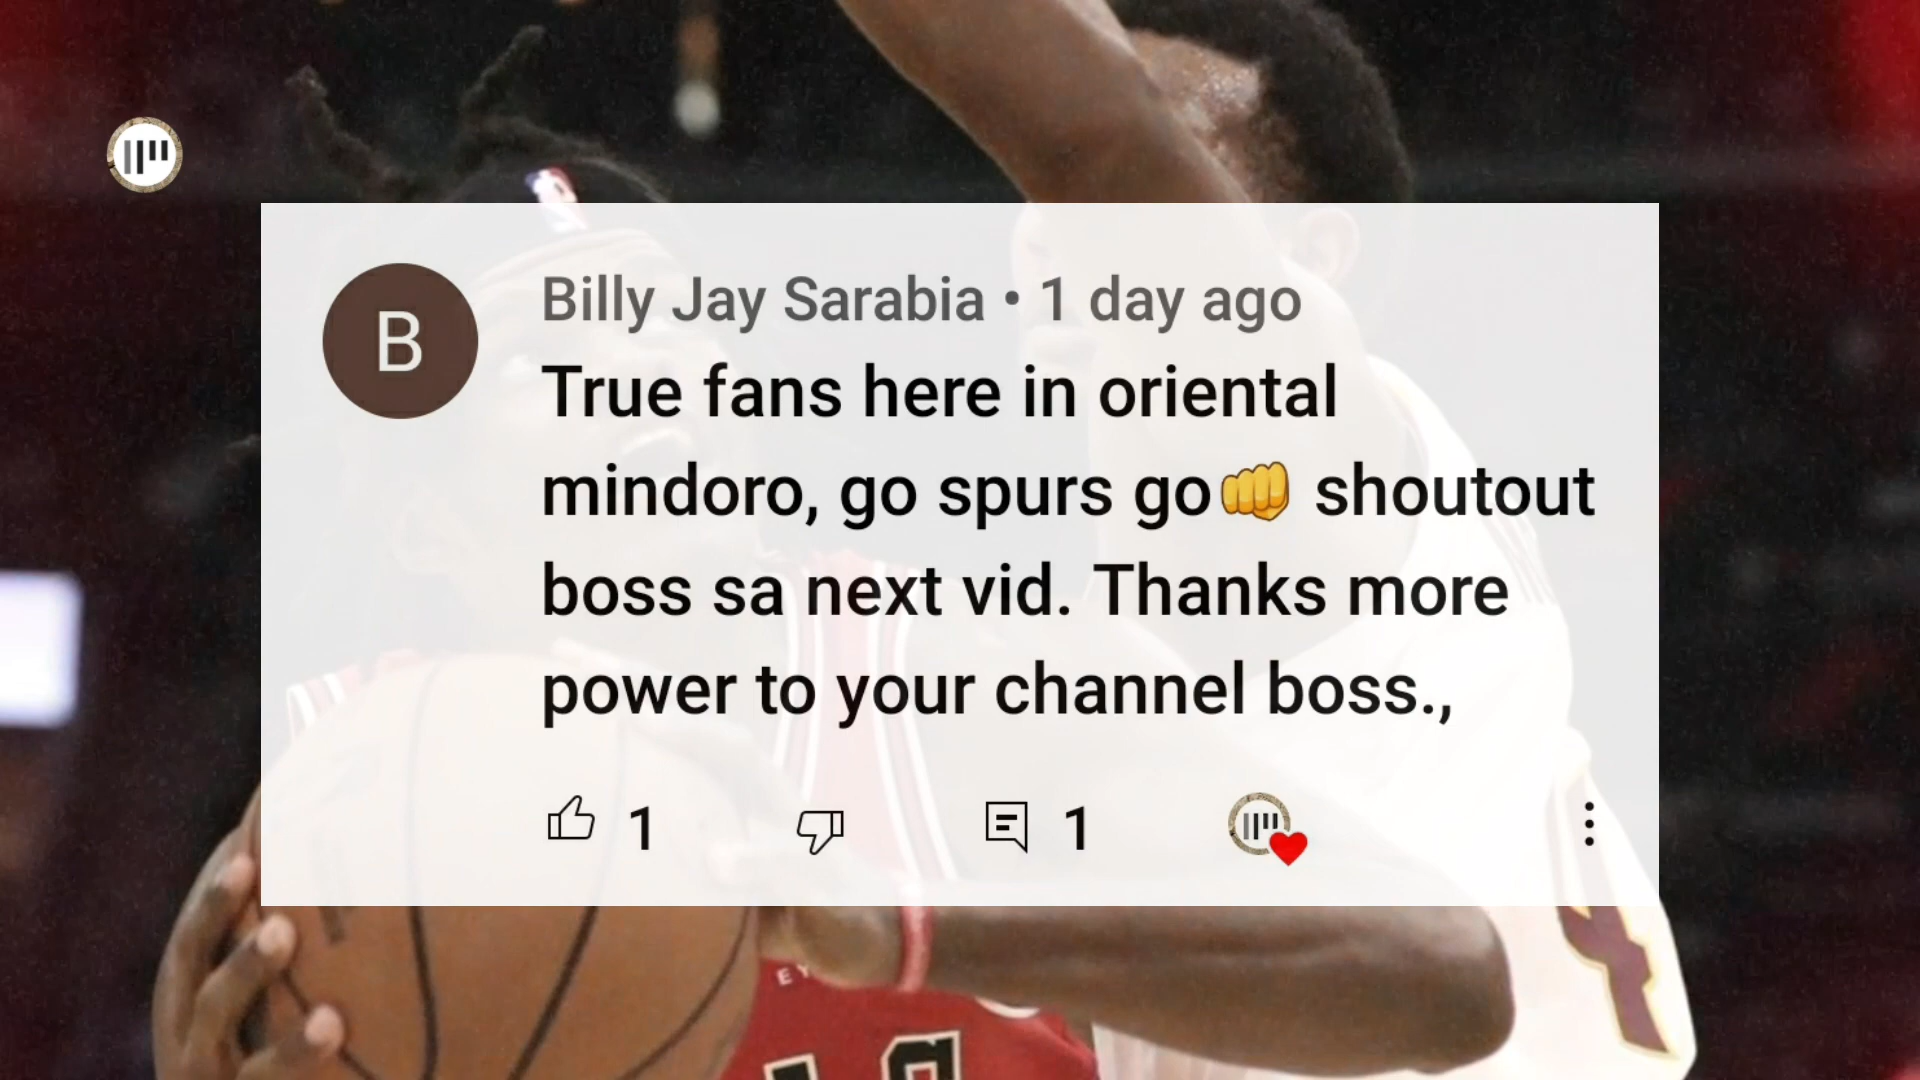 B
Billy Jay Sarabia • 1 day ago
True fans here in oriental
mindoro, go spurs go👊 shoutout
boss sa next vid. Thanks more
power to your channel boss.,
1
1
EY